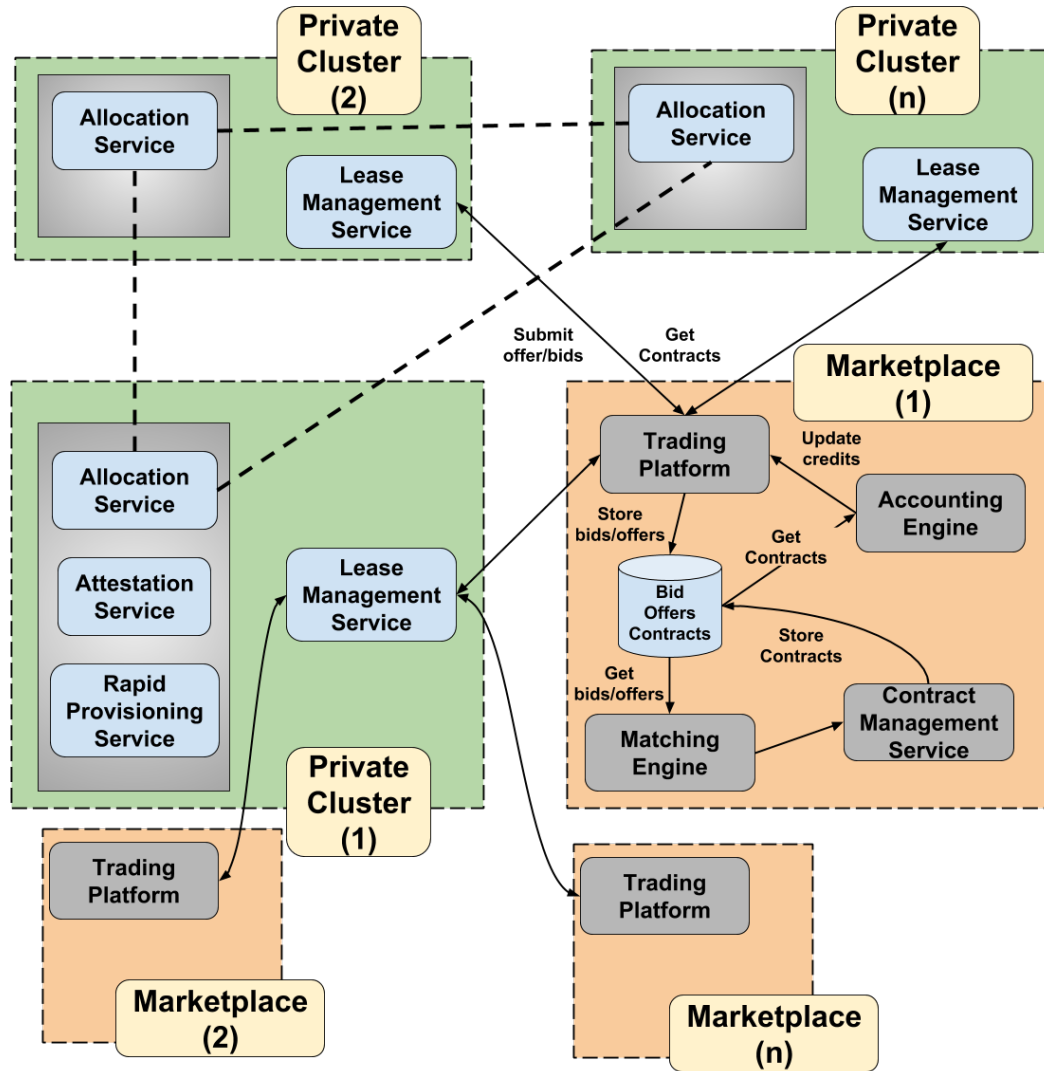 Private
Cluster
(2)
Private
Cluster
(n)
Allocation
Service
Lease
Management
Service
Allocation
Service
Lease
Management
Service
Submit
offer/bids
Get
Contracts
Marketplace
(1)
Trading
Platform
Update
credits
Accounting
Engine
Store
bids/offers
Get
Contracts
Bid
Offers
Contracts
Store
Contracts
Get
bids/offers
Matching
Engine
Contract
Management
Service
Allocation
Service
Attestation
Service
Rapid
Provisioning
Service
Lease
Management
Service
Private
Cluster
(1)
Trading
Platform
Marketplace
(2)
Trading
Platform
Marketplace
(n)